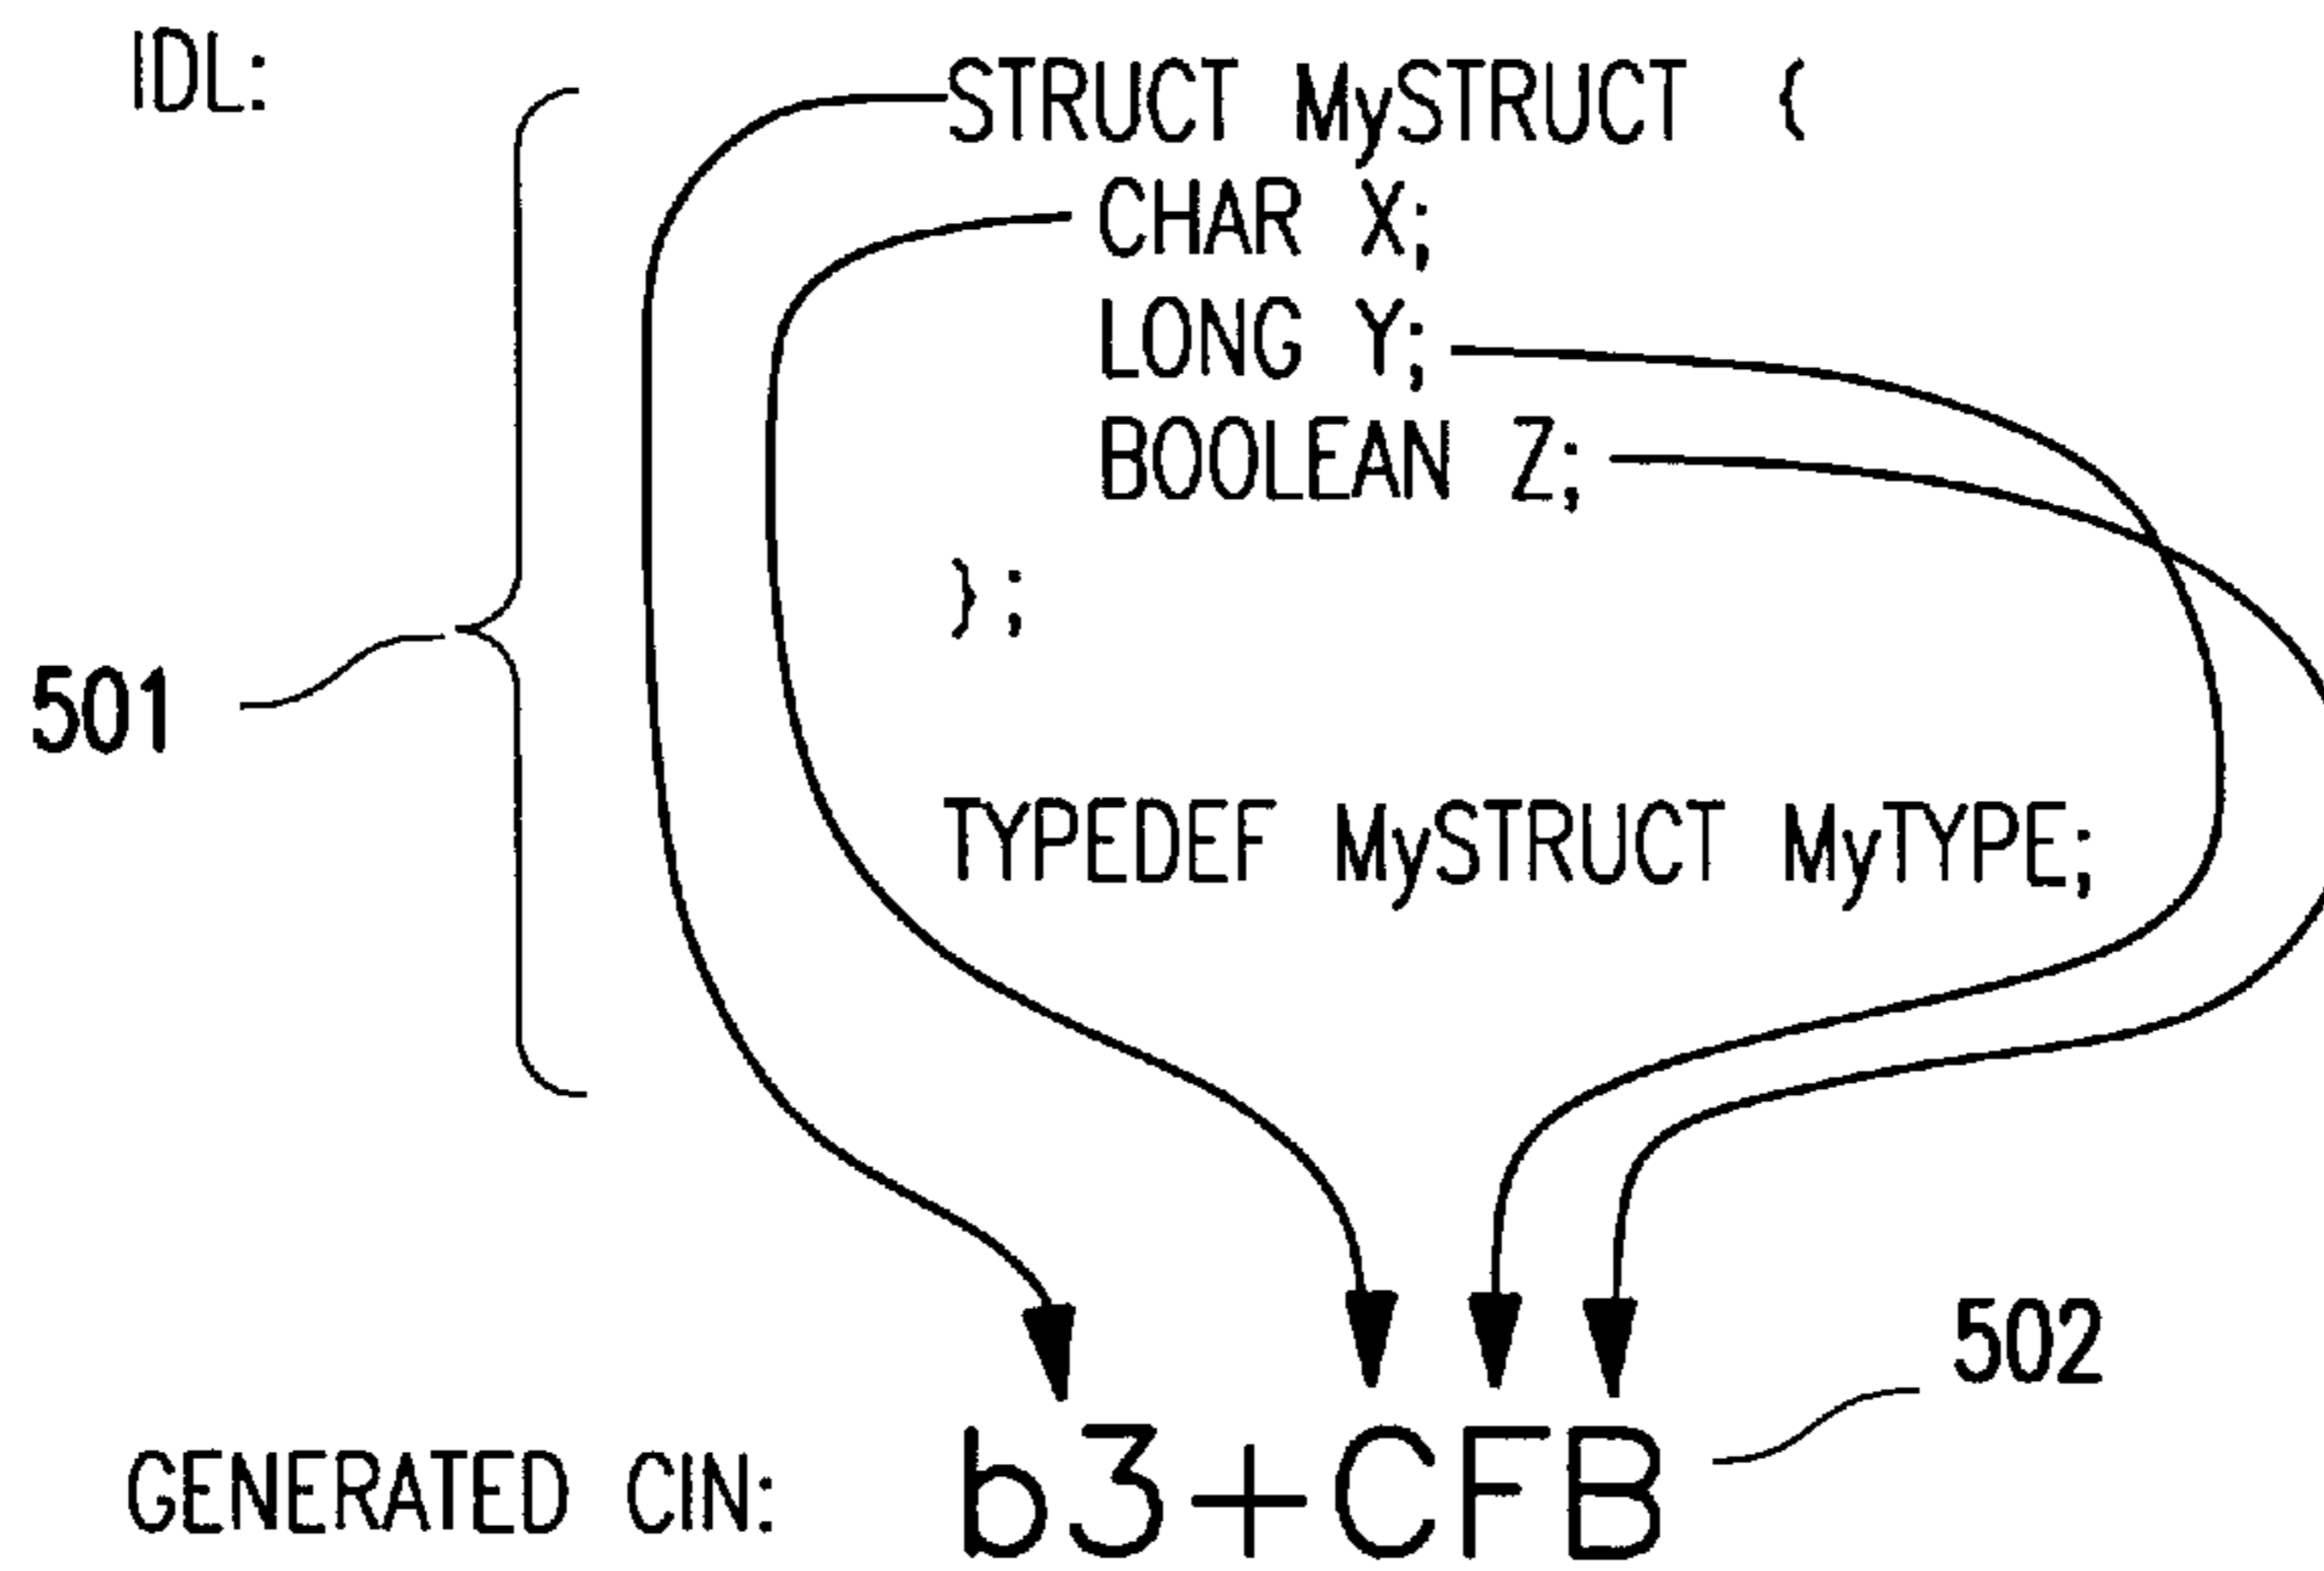 IDL:
STRUCT MySTRUCT {
CHAR X;
LONG Y;
BOOLEAN Z;
};
501
TYPEDEF MySTRUCT MyTYPE;
502
GENERATED CIN: b3+CFB